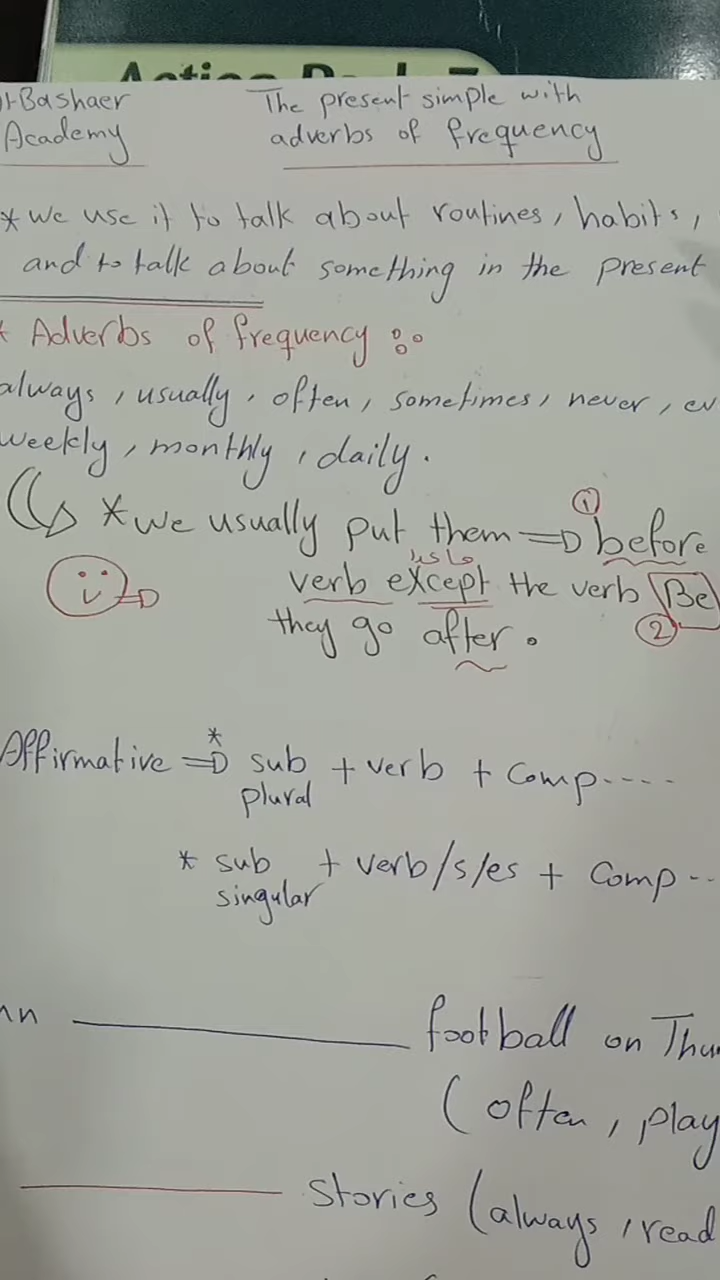 Bashaer
The present simple with
Academy
adverbs of frequency
* we use it to talk about routines, habits,
and to talk about something in the present
Adverbs of frequency
always, usually, often, sometimes, never,
weekly, monthly, daily.
* we usually put them ⇒ ① before
ماعدا
verb except the verb Be
they go after. ②
Affirmative ⇒ * sub + verb + Comp....
plural
* sub + verb/s/es + Comp..
singular
football on
(often, play
stories (always, read